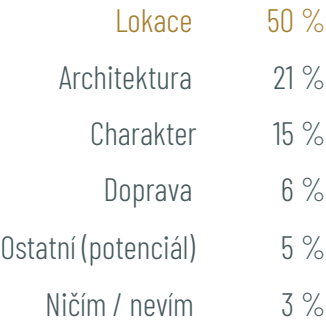 Lokace 50 %
Architektura 21 %
Charakter 15 %
Doprava 6 %
Ostatní (potenciál) 5 %
Ničím / nevím 3 %